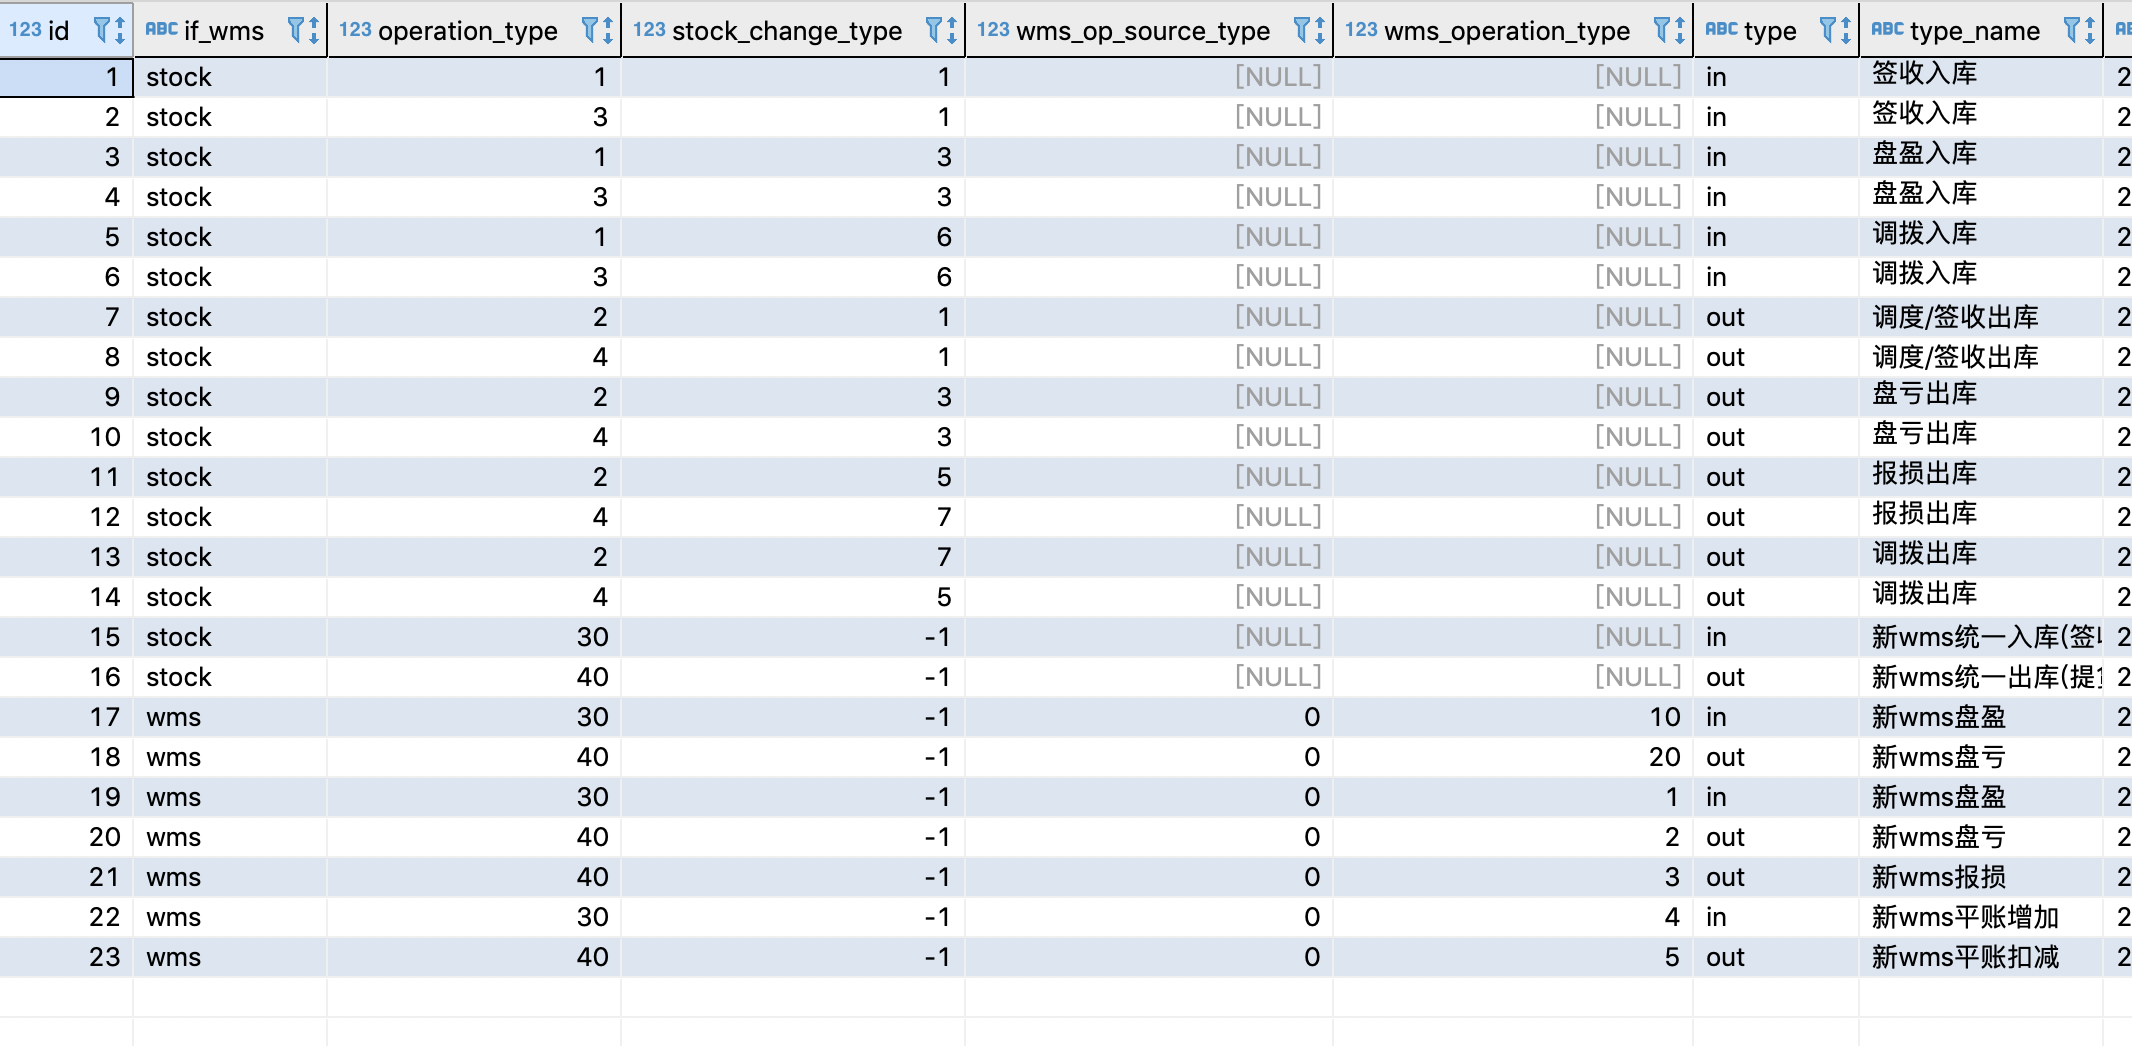 123 id ABC if_wms 123 operation_type 123 stock_change_type 123 wms_op_source_type 123 wms_operation_type ABC type ABC type_name
1 stock 1 1 [NULL] [NULL] in 签收入库 2
2 stock 3 1 [NULL] [NULL] in 签收入库 2
3 stock 1 3 [NULL] [NULL] in 盘盈入库 2
4 stock 3 3 [NULL] [NULL] in 盘盈入库 2
5 stock 1 6 [NULL] [NULL] in 调拨入库 2
6 stock 3 6 [NULL] [NULL] in 调拨入库 2
7 stock 2 1 [NULL] [NULL] out 调度/签收出库 2
8 stock 4 1 [NULL] [NULL] out 调度/签收出库 2
9 stock 2 3 [NULL] [NULL] out 盘亏出库 2
10 stock 4 3 [NULL] [NULL] out 盘亏出库 2
11 stock 2 5 [NULL] [NULL] out 报损出库 2
12 stock 4 7 [NULL] [NULL] out 报损出库 2
13 stock 2 7 [NULL] [NULL] out 调拨出库 2
14 stock 4 5 [NULL] [NULL] out 调拨出库 2
15 stock 30 -1 [NULL] [NULL] in 新wms统一入库(签 2
16 stock 40 -1 [NULL] [NULL] out 新wms统一出库(提 2
17 wms 30 -1 0 10 in 新wms盘盈 2
18 wms 40 -1 0 20 out 新wms盘亏 2
19 wms 30 -1 0 1 in 新wms盘盈 2
20 wms 40 -1 0 2 out 新wms盘亏 2
21 wms 40 -1 0 3 out 新wms报损 2
22 wms 30 -1 0 4 in 新wms平账增加 2
23 wms 40 -1 0 5 out 新wms平账扣减 2